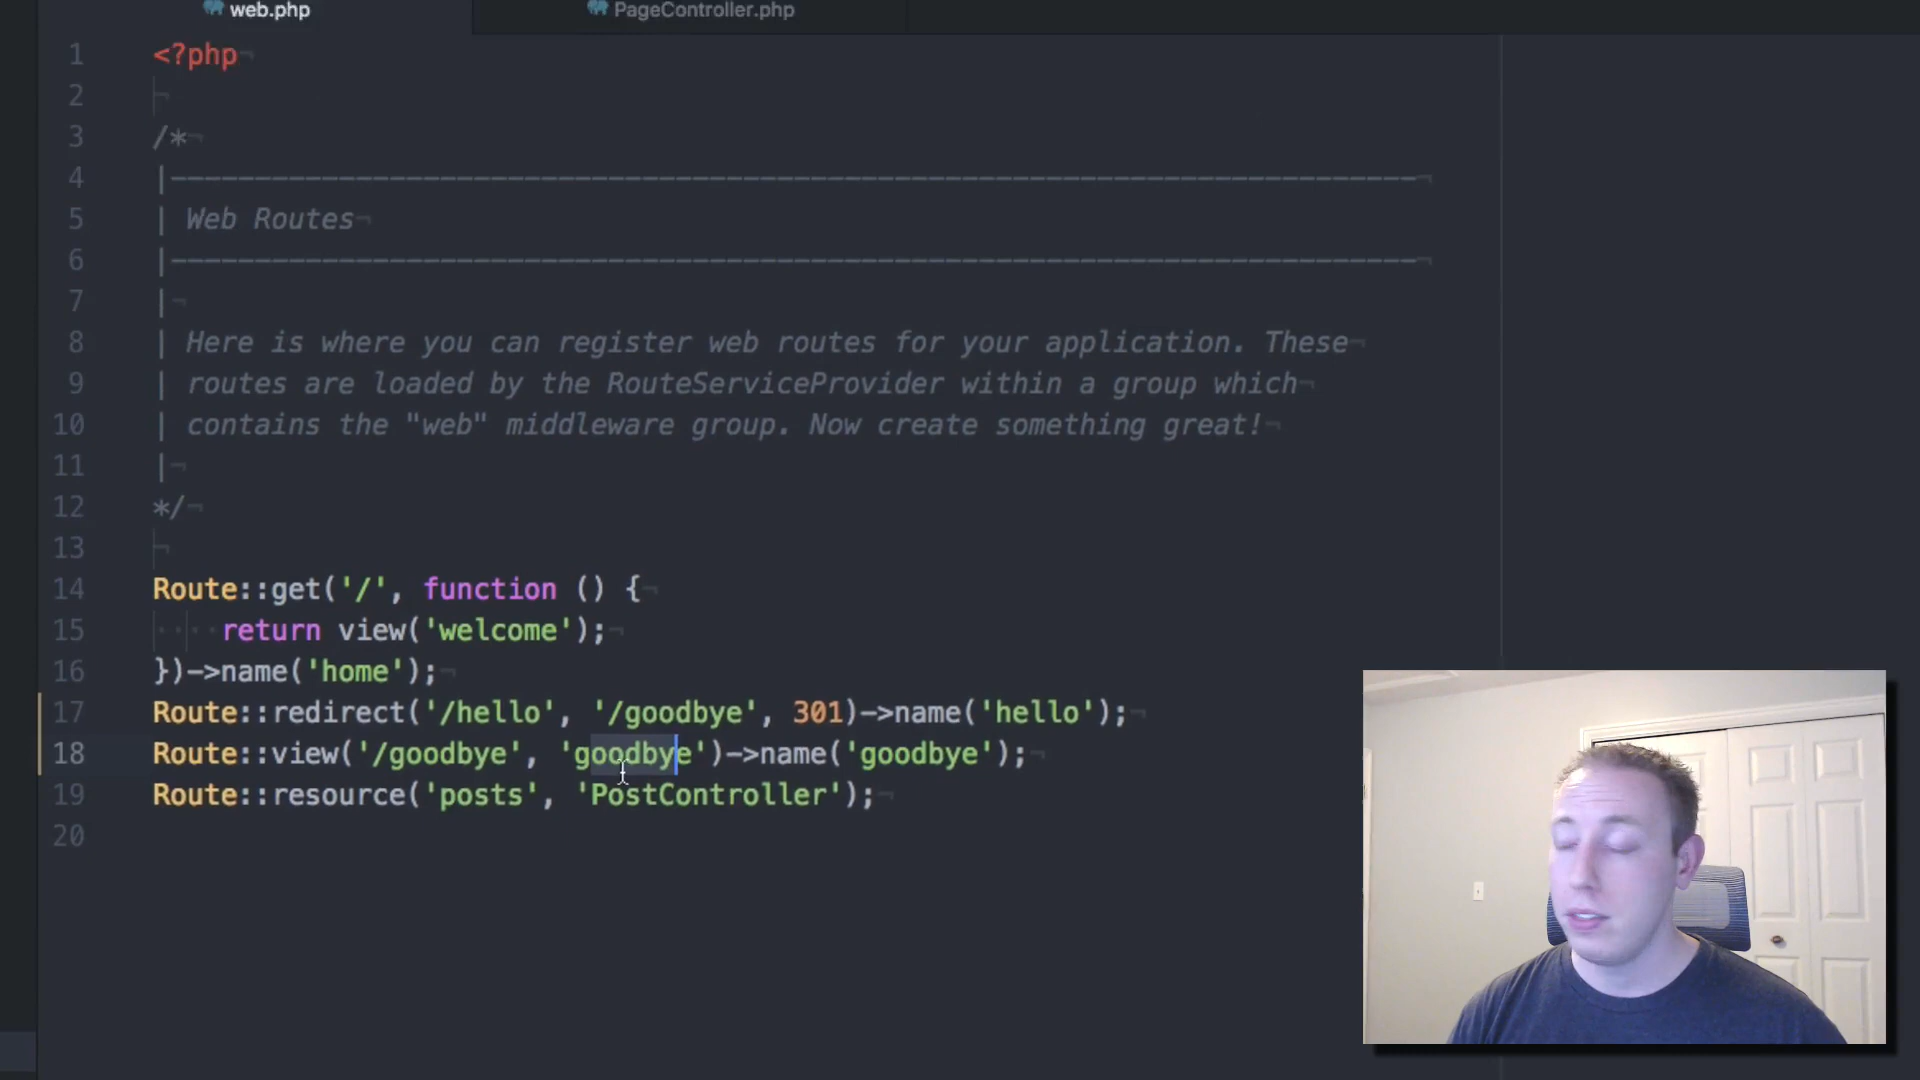 web.php
PageController.php
1 <?php
2
3 /*
4 |--------------------------------------------------------------------------
5 | Web Routes
6 |--------------------------------------------------------------------------
7 |
8 | Here is where you can register web routes for your application. These
9 | routes are loaded by the RouteServiceProvider within a group which
10 | contains the "web" middleware group. Now create something great!
11 |
12 */
13
14 Route::get('/', function () {
15 return view('welcome');
16 })->name('home');
17 Route::redirect('/hello', '/goodbye', 301)->name('hello');
18 Route::view('/goodbye', 'goodbye')->name('goodbye');
19 Route::resource('posts', 'PostController');
20